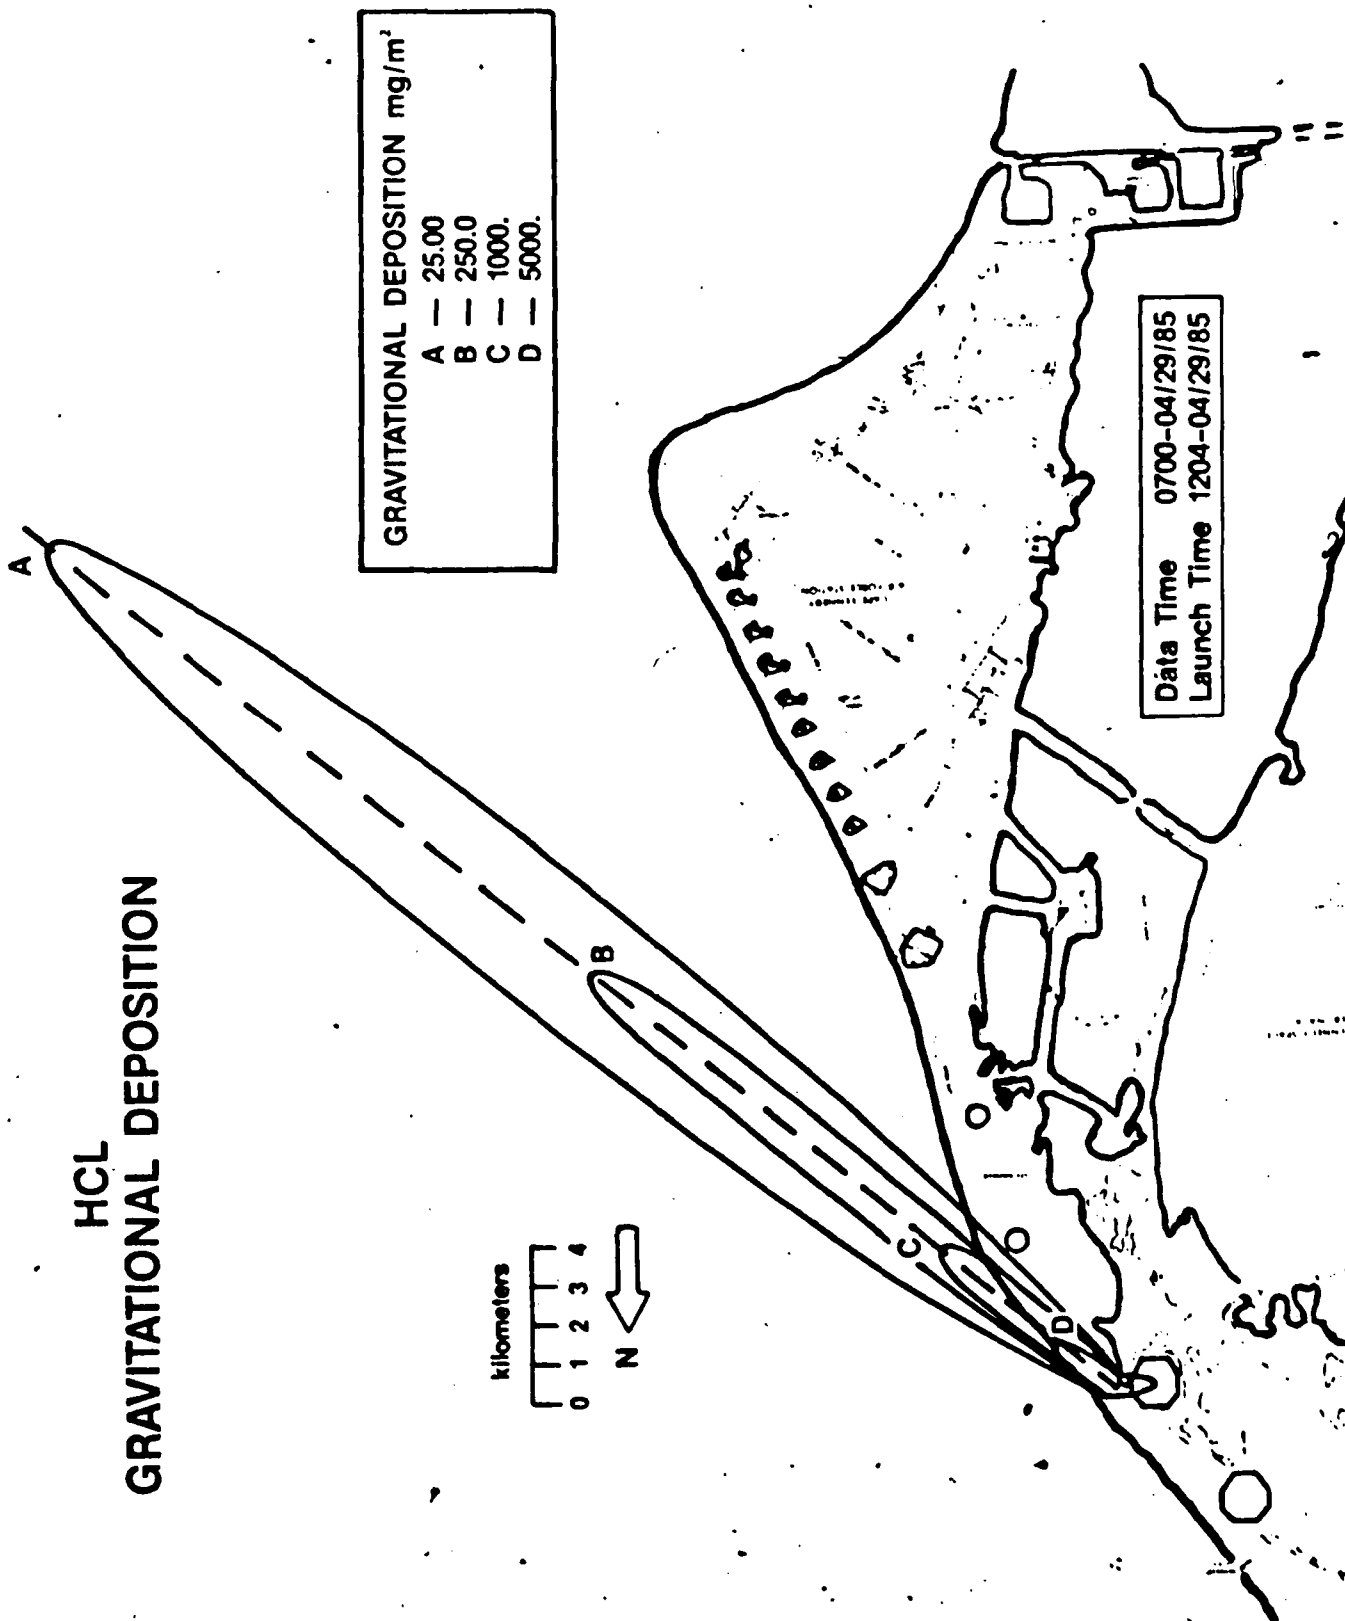 HCL
GRAVITATIONAL DEPOSITION
GRAVITATIONAL DEPOSITION mg/m²
A — 25.00
B — 250.0
C — 1000.
D — 5000.
A
B
C
D
kilometers
0 1 2 3 4
N
Data Time 0700-04/29/85
Launch Time 1204-04/29/85